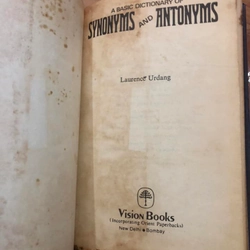 A BASIC DICTIONARY OF
SYNONYMS AND ANTONYMS
Laurence Urdang
Vision Books
(Incorporating Orient Paperbacks)
New Delhi • Bombay